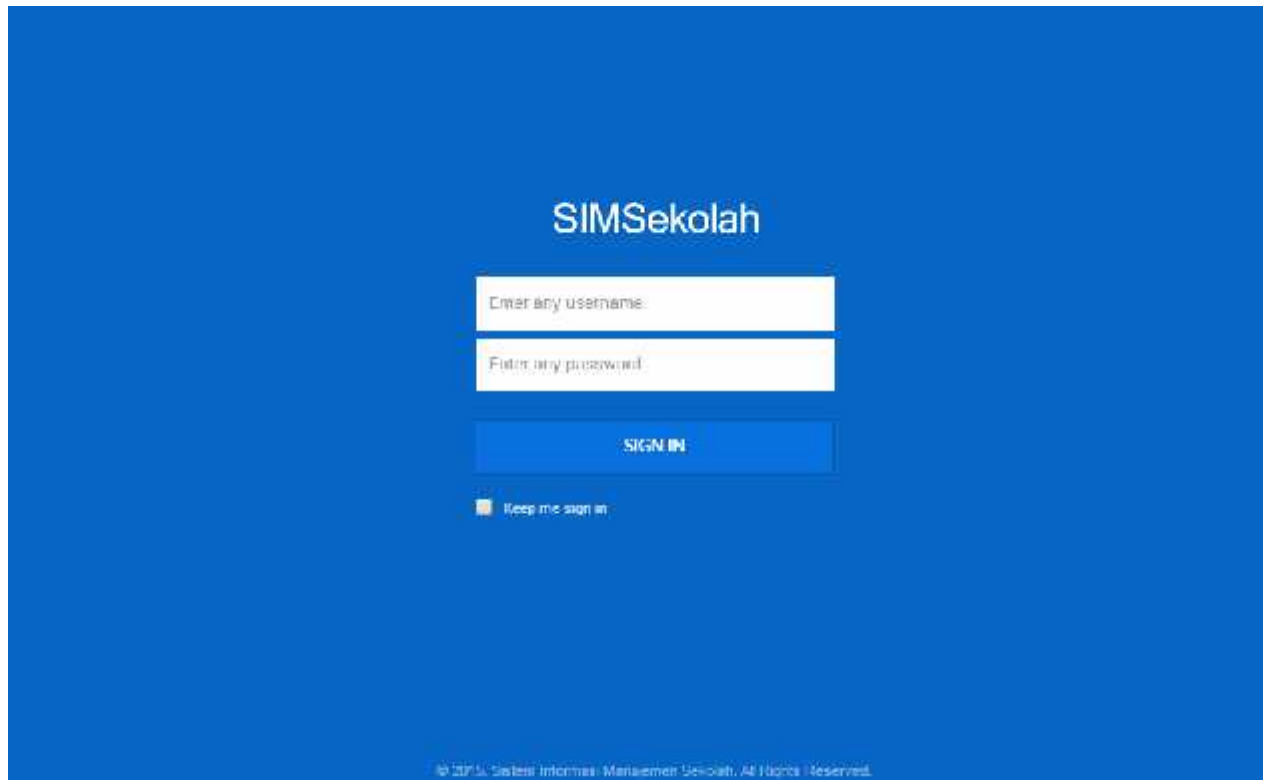 SIMSekolah
Enter any username
Enter any password
SIGN IN
Keep me sign in
© 2015. Sistem Informasi Manajemen Sekolah. All Rights Reserved.